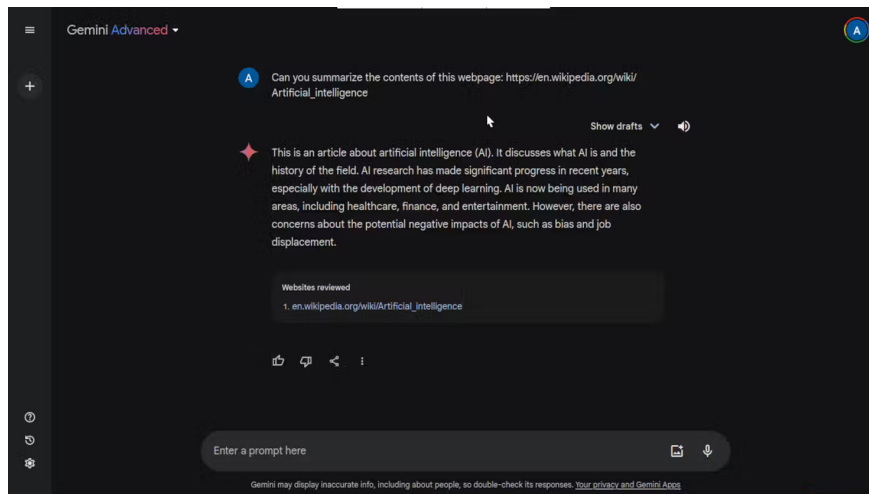 Gemini Advanced
A
A
Can you summarize the contents of this webpage: https://en.wikipedia.org/wiki/
Artificial_intelligence
Show drafts
This is an article about artificial intelligence (AI). It discusses what AI is and the
history of the field. AI research has made significant progress in recent years,
especially with the development of deep learning. AI is now being used in many
areas, including healthcare, finance, and entertainment. However, there are also
concerns about the potential negative impacts of AI, such as bias and job
displacement.
Websites reviewed
1. en.wikipedia.org/wiki/Artificial_intelligence
Enter a prompt here
Gemini may display inaccurate info, including about people, so double-check its responses. Your privacy and Gemini Apps